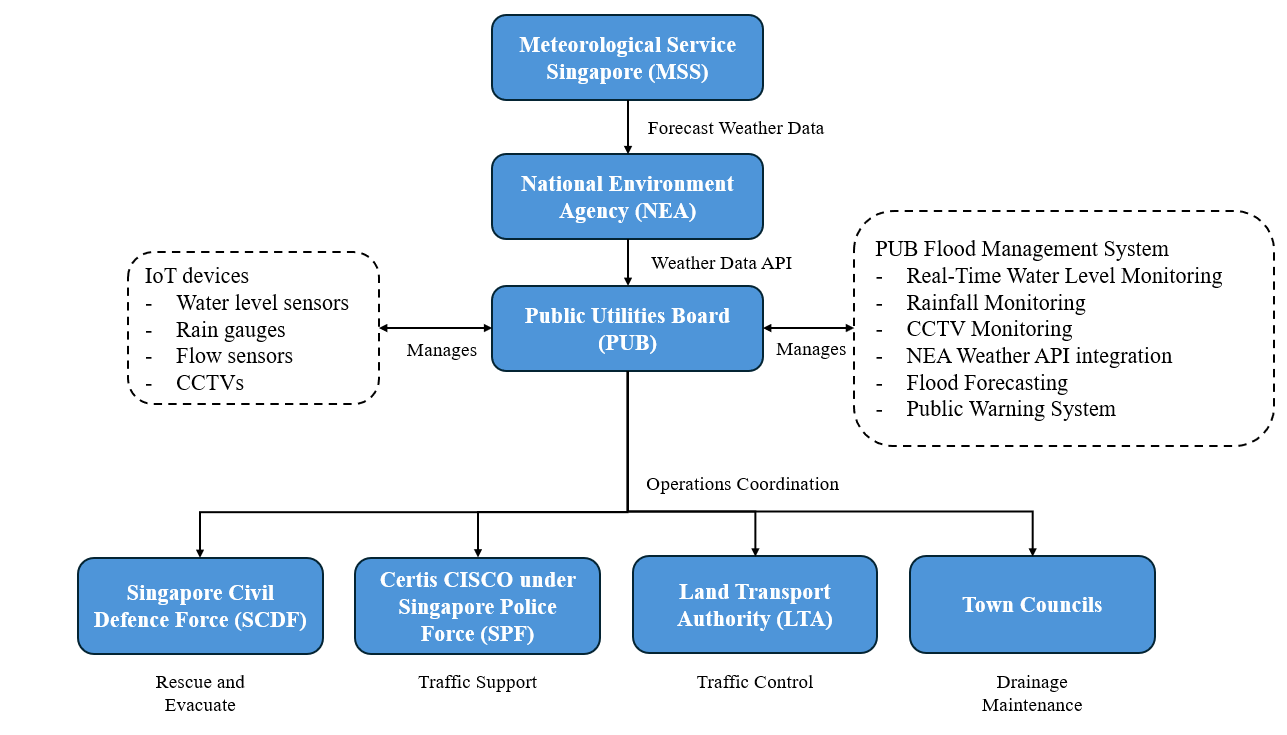 Meteorological Service
Singapore (MSS)
Forecast Weather Data
National Environment
Agency (NEA)
Weather Data API
IoT devices
- Water level sensors
- Rain gauges
- Flow sensors
- CCTVs
Manages
Public Utilities Board
(PUB)
Manages
PUB Flood Management System
- Real-Time Water Level Monitoring
- Rainfall Monitoring
- CCTV Monitoring
- NEA Weather API integration
- Flood Forecasting
- Public Warning System
Operations Coordination
Singapore Civil
Defence Force (SCDF)
Rescue and
Evacuate
Certis CISCO under
Singapore Police
Force (SPF)
Traffic Support
Land Transport
Authority (LTA)
Traffic Control
Town Councils
Drainage
Maintenance